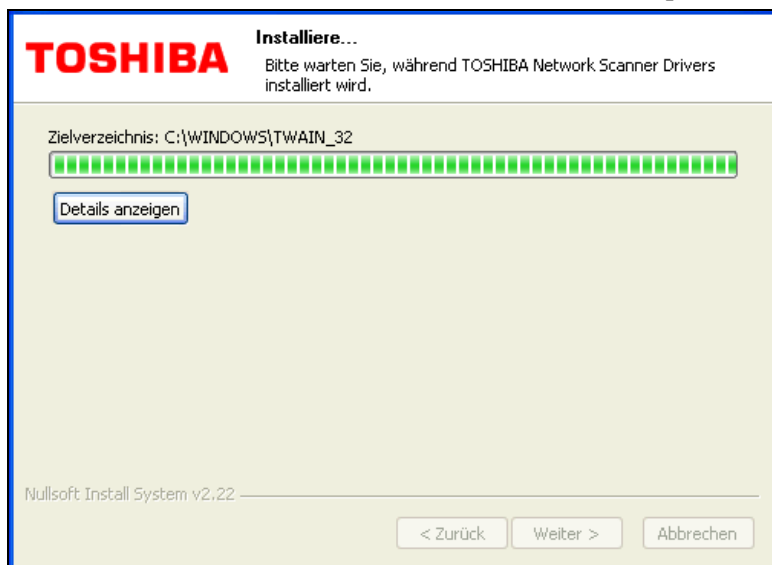 TOSHIBA
Installiere...
Bitte warten Sie, während TOSHIBA Network Scanner Drivers
installiert wird.
Zielverzeichnis: C:\WINDOWS\TWAIN_32
Details anzeigen
Nullsoft Install System v2.22
< Zurück
Weiter >
Abbrechen